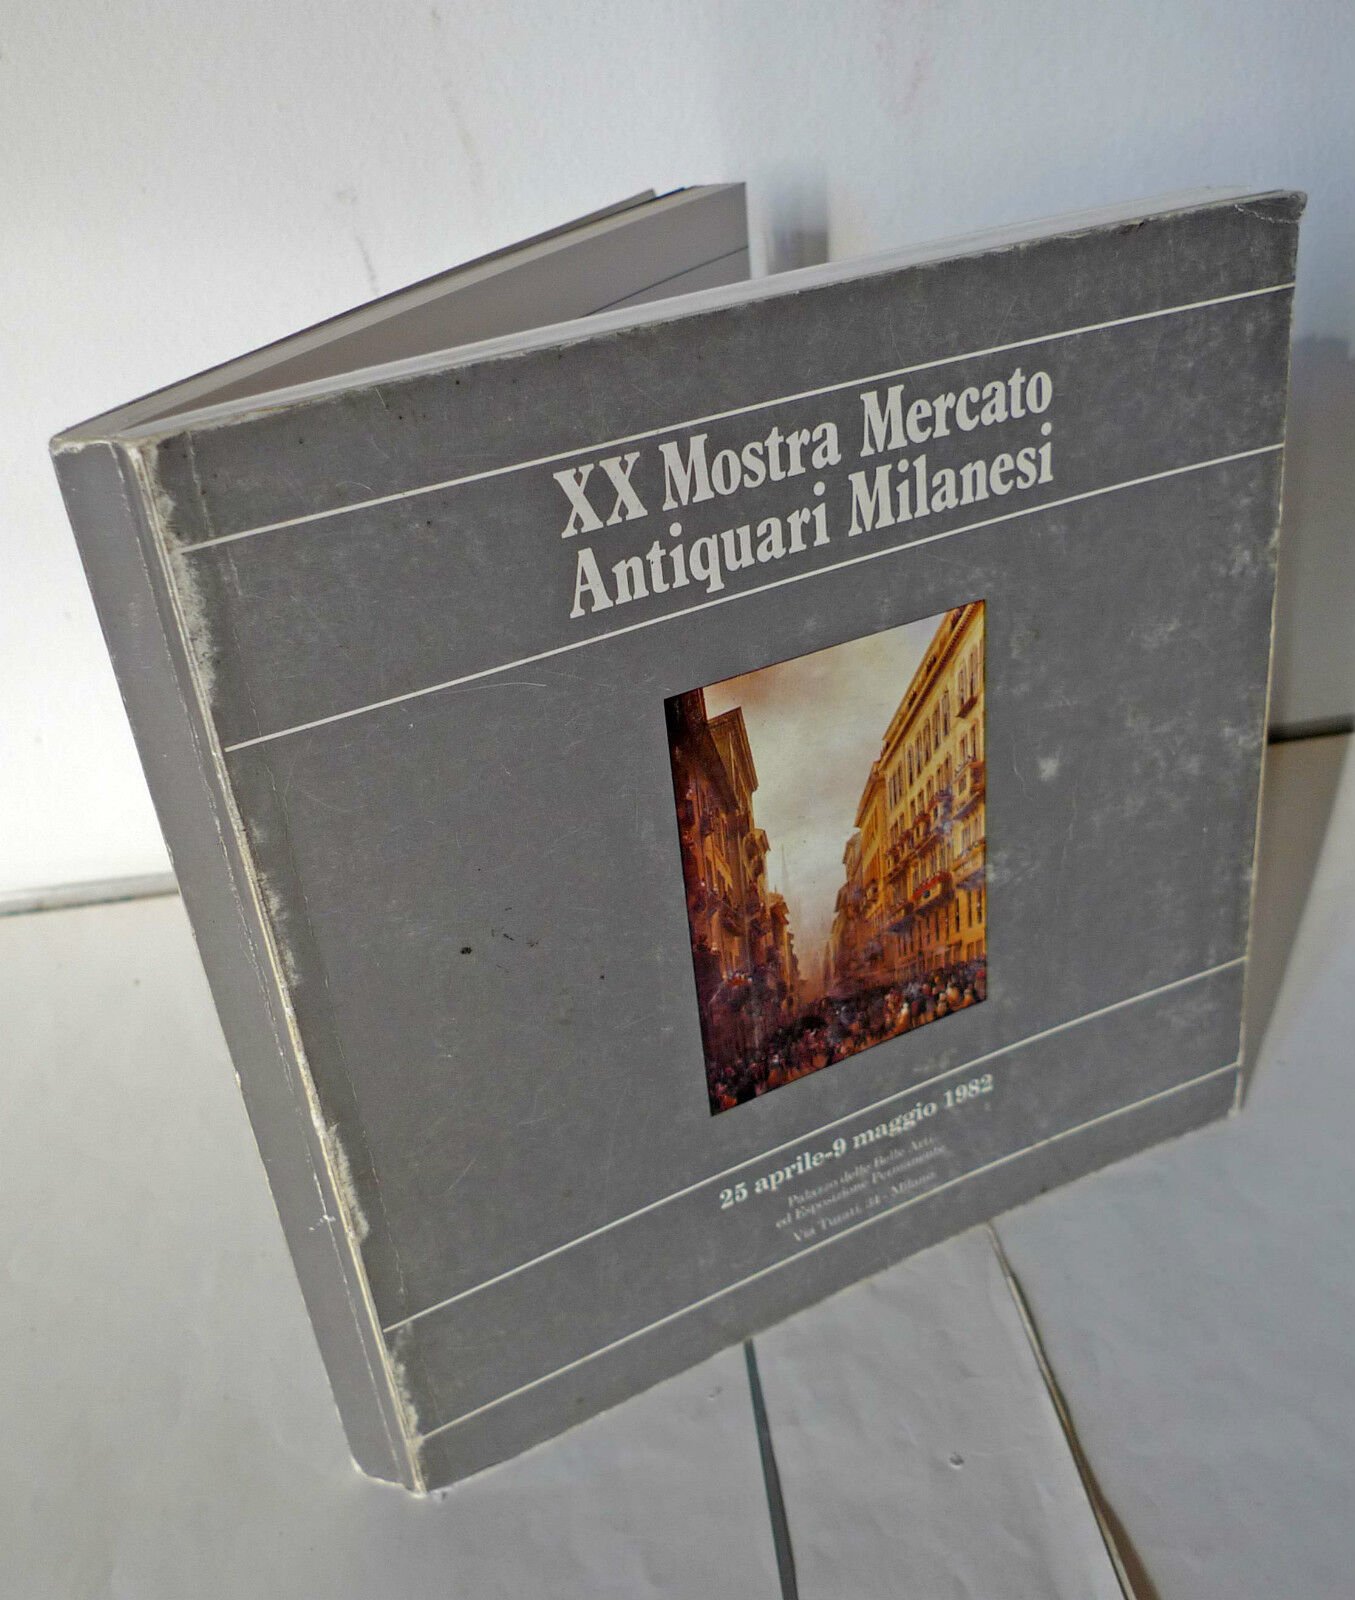 XX Mostra Mercato
Antiquari Milanesi
25 aprile-9 maggio 1982
Palazzo delle Belle Arti
ed Esposizione Permanente
Via Turati, 34 - Milano